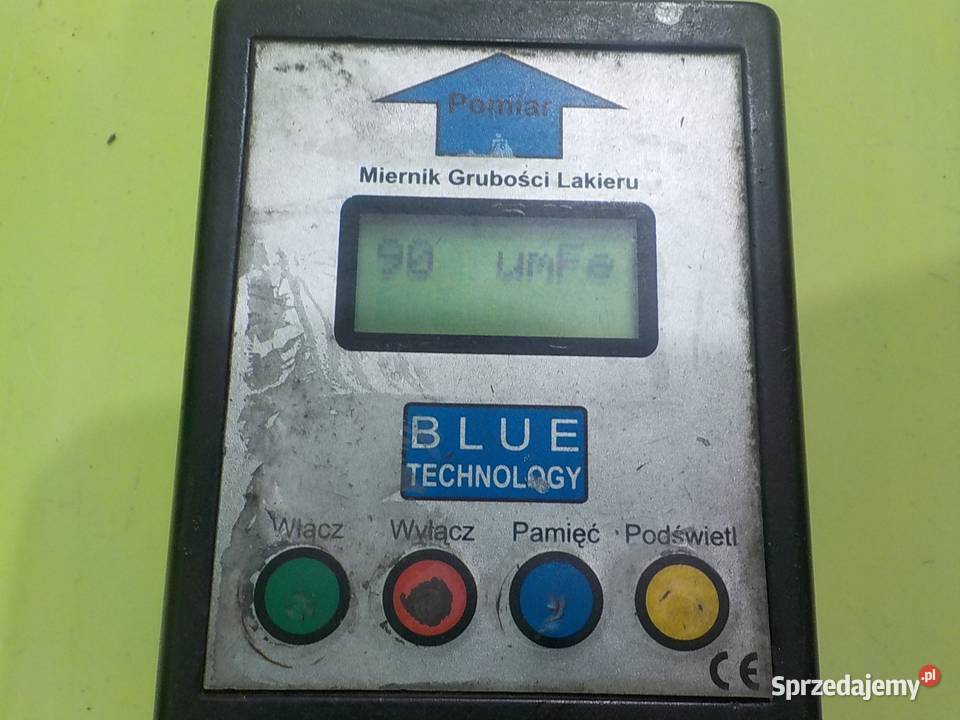 Pomiar
Miernik Grubości Lakieru
90 umFe
BLUE
TECHNOLOGY
Włącz Wyłącz Pamięć Podświetl
CE
Sprzedajemy.pl